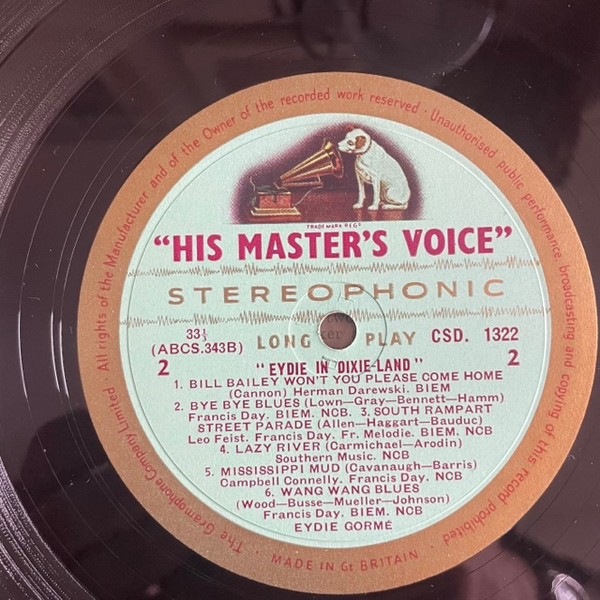 TRADE MARK REGD
"HIS MASTER'S VOICE"
STEREOPHONIC
33⅓
(ABCS.343B)
LONG PLAY
CSD. 1322
2
2
"EYDIE IN DIXIE-LAND"
1. BILL BAILEY WON'T YOU PLEASE COME HOME
(Cannon) Herman Darewski. BIEM
2. BYE BYE BLUES (Lown—Gray—Bennett—Hamm)
Francis Day. BIEM. NCB. 3. SOUTH RAMPART
STREET PARADE (Allen—Haggart—Bauduc)
Leo Feist. Francis Day. Fr. Melodie. BIEM. NCB
4. LAZY RIVER (Carmichael—Arodin)
Southern Music. NCB
5. MISSISSIPPI MUD (Cavanaugh—Barris)
Campbell Connelly. Francis Day. NCB
6. WANG WANG BLUES
(Wood—Busse—Mueller—Johnson)
Francis Day. BIEM. NCB
EYDIE GORMÉ
The Gramophone Company Limited · All rights of the Manufacturer and of the Owner of the recorded work reserved · Unauthorised public performance, broadcasting and copying of this record prohibited ·
MADE IN Gt BRITAIN